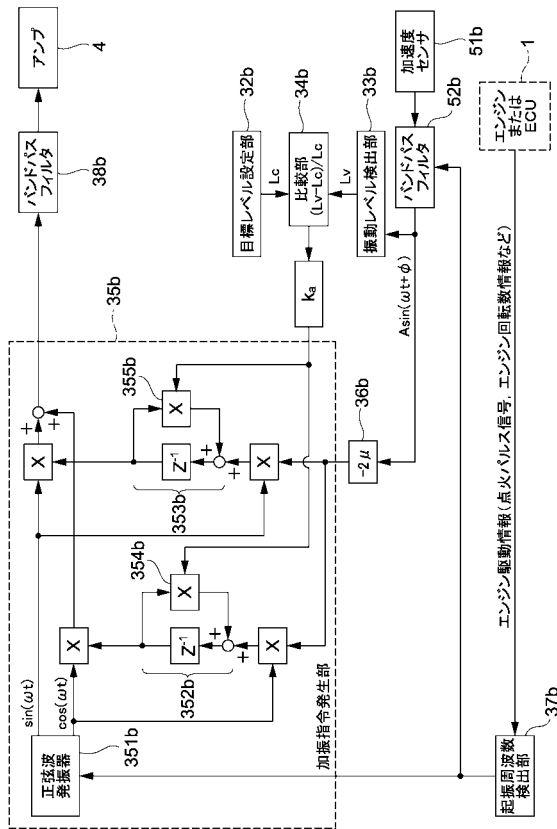 アンプ
4
バンドパス
フィルタ
38b
35b
32b
目標レベル設定部
Lc
34b
比較部
(Lv-Lc)/Lc
Lv
33b
振動レベル検出部
加速度
センサ
51b
52b
バンドパス
フィルタ
1
エンジン
または
ECU
ka
Asin(ωt+φ)
36b
-2μ
355b
X
X
+
+
Z-1
353b
+
+
X
354b
X
X
Z-1
352b
+
+
X
加振指令発生部
sin(ωt)
cos(ωt)
正弦波
発振器
351b
エンジン駆動情報(点火パルス信号, エンジン回転数情報など)
37b
起振周波数
検出部